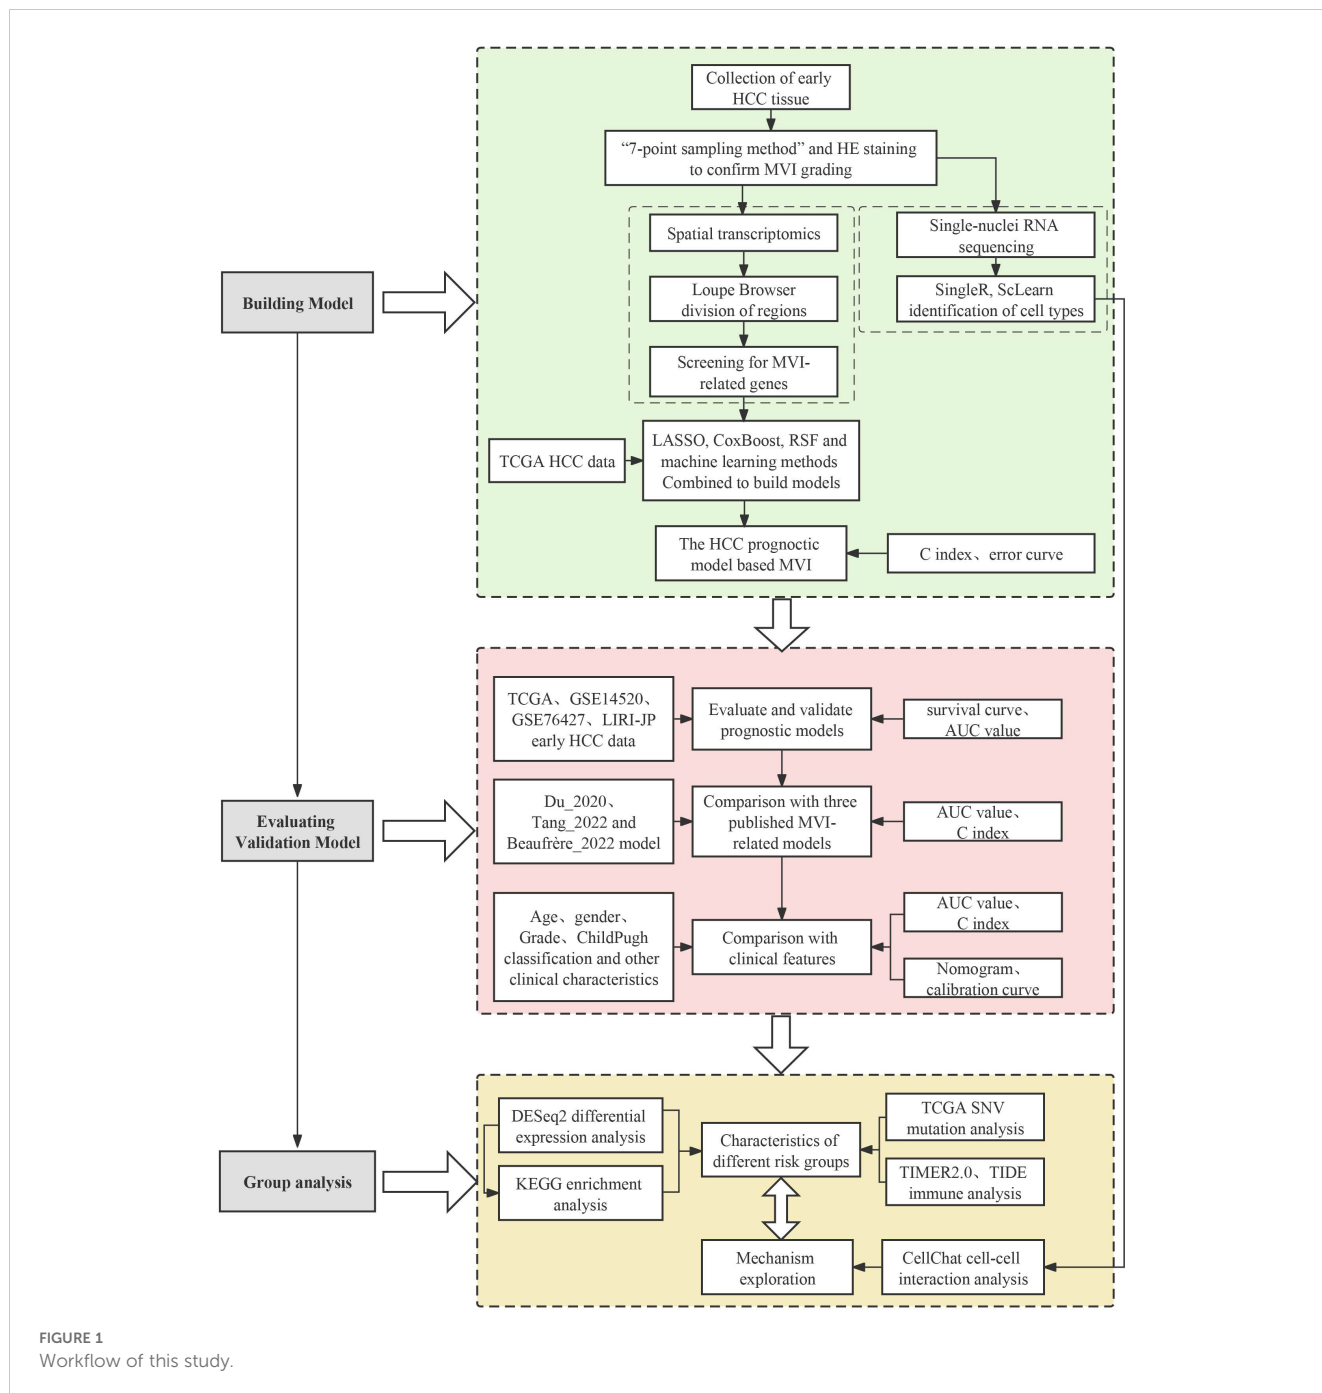 Collection of early
HCC tissue
“7-point sampling method” and HE staining
to confirm MVI grading
Spatial transcriptomics
Single-nuclei RNA
sequencing
Loupe Browser
division of regions
SingleR, ScLearn
identification of cell types
Building Model
Screening for MVI-
related genes
TCGA HCC data
LASSO, CoxBoost, RSF and
machine learning methods
Combined to build models
The HCC prognoctic
model based MVI
C index、error curve
TCGA、GSE14520、
GSE76427、LIRI-JP
early HCC data
Evaluate and validate
prognostic models
survival curve、
AUC value
Evaluating
Validation Model
Du_2020、
Tang_2022 and
Beaufrère_2022 model
Comparison with three
published MVI-
related models
AUC value、
C index
Age、gender、
Grade、ChildPugh
classification and other
clinical characteristics
Comparison with
clinical features
AUC value、
C index
Nomogram、
calibration curve
Group analysis
DESeq2 differential
expression analysis
KEGG enrichment
analysis
Characteristics of
different risk groups
TCGA SNV
mutation analysis
TIMER2.0、TIDE
immune analysis
Mechanism
exploration
CellChat cell-cell
interaction analysis
FIGURE 1
Workflow of this study.